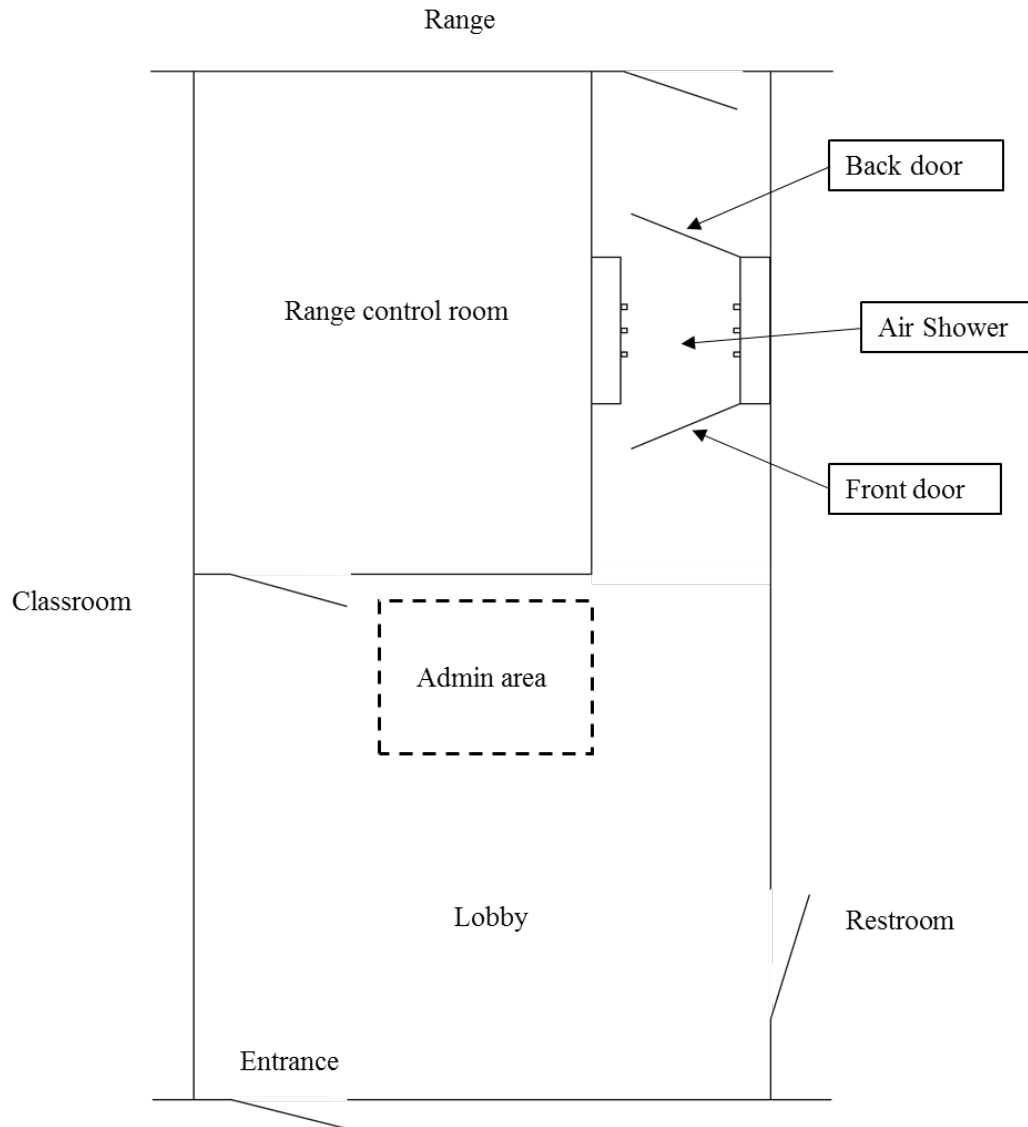 Range
Back door
Range control room
Air Shower
Front door
Classroom
Admin area
Lobby
Restroom
Entrance